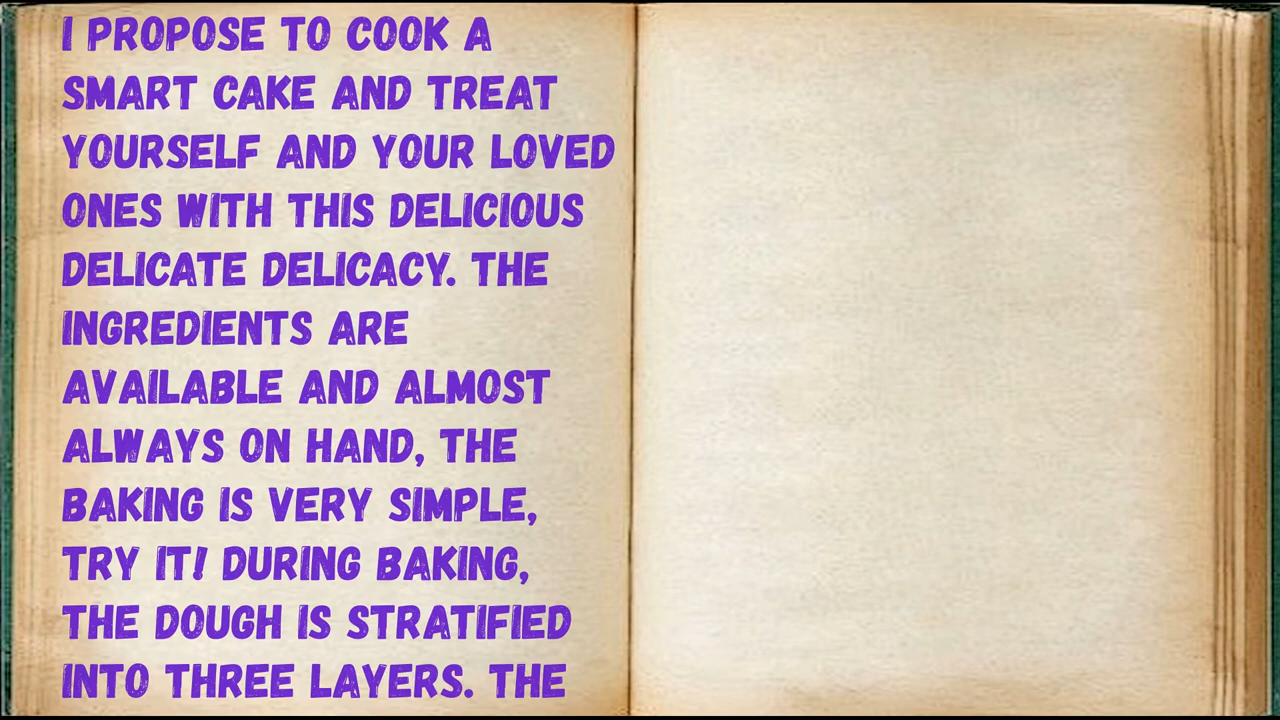 I PROPOSE TO COOK A
SMART CAKE AND TREAT
YOURSELF AND YOUR LOVED
ONES WITH THIS DELICIOUS
DELICATE DELICACY. THE
INGREDIENTS ARE
AVAILABLE AND ALMOST
ALWAYS ON HAND, THE
BAKING IS VERY SIMPLE,
TRY IT! DURING BAKING,
THE DOUGH IS STRATIFIED
INTO THREE LAYERS. THE